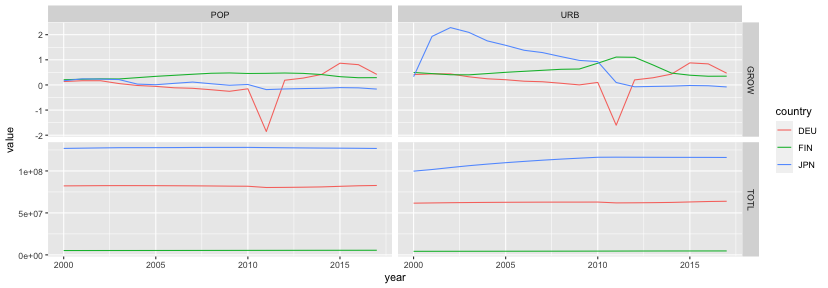 POP URB
2
1
0
-1
-2
GROW
1e+08
5e+07
0e+00
TOTL
value
2000 2005 2010 2015 2000 2005 2010 2015
year
country
DEU
FIN
JPN